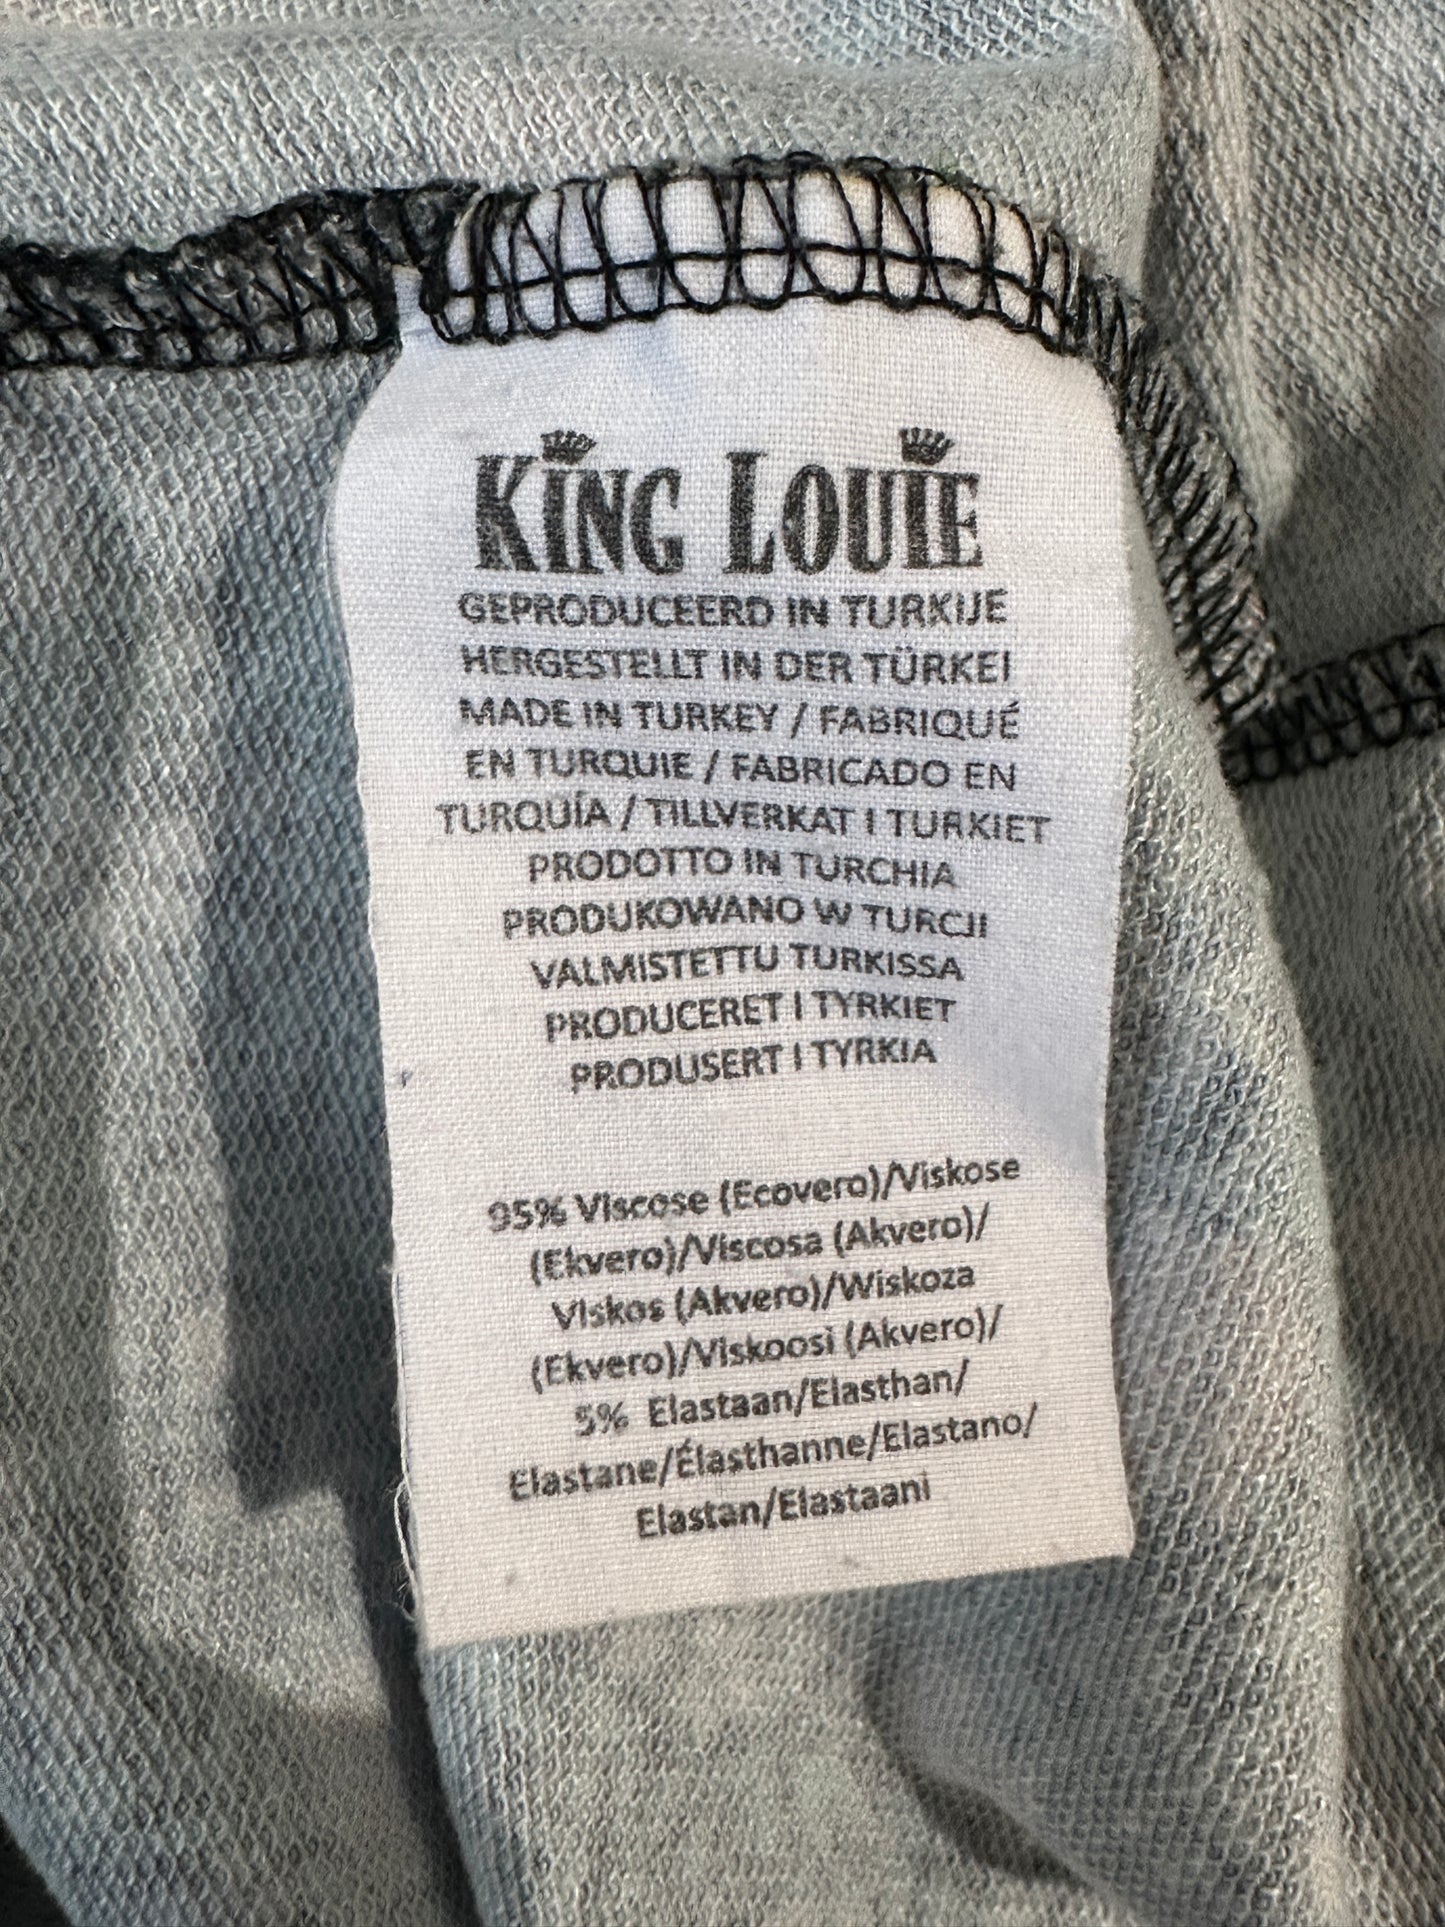 KING LOUIE
GEPRODUCEERD IN TURKIJE
HERGESTELLT IN DER TÜRKEI
MADE IN TURKEY / FABRIQUÉ
EN TURQUIE / FABRICADO EN
TURQUÍA / TILLVERKAT I TURKIET
PRODOTTO IN TURCHIA
PRODUKOWANO W TURCJI
VALMISTETTU TURKISSA
PRODUCERET I TYRKIET
PRODUSERT I TYRKIA
95% Viscose (Ecovero)/Viskose
(Ekvero)/Viscosa (Akvero)/
Viskos (Akvero)/Wiskoza
(Ekvero)/Viskoosi (Akvero)/
5% Elastaan/Elasthan/
Elastane/Élasthanne/Elastano/
Elastan/Elastaani